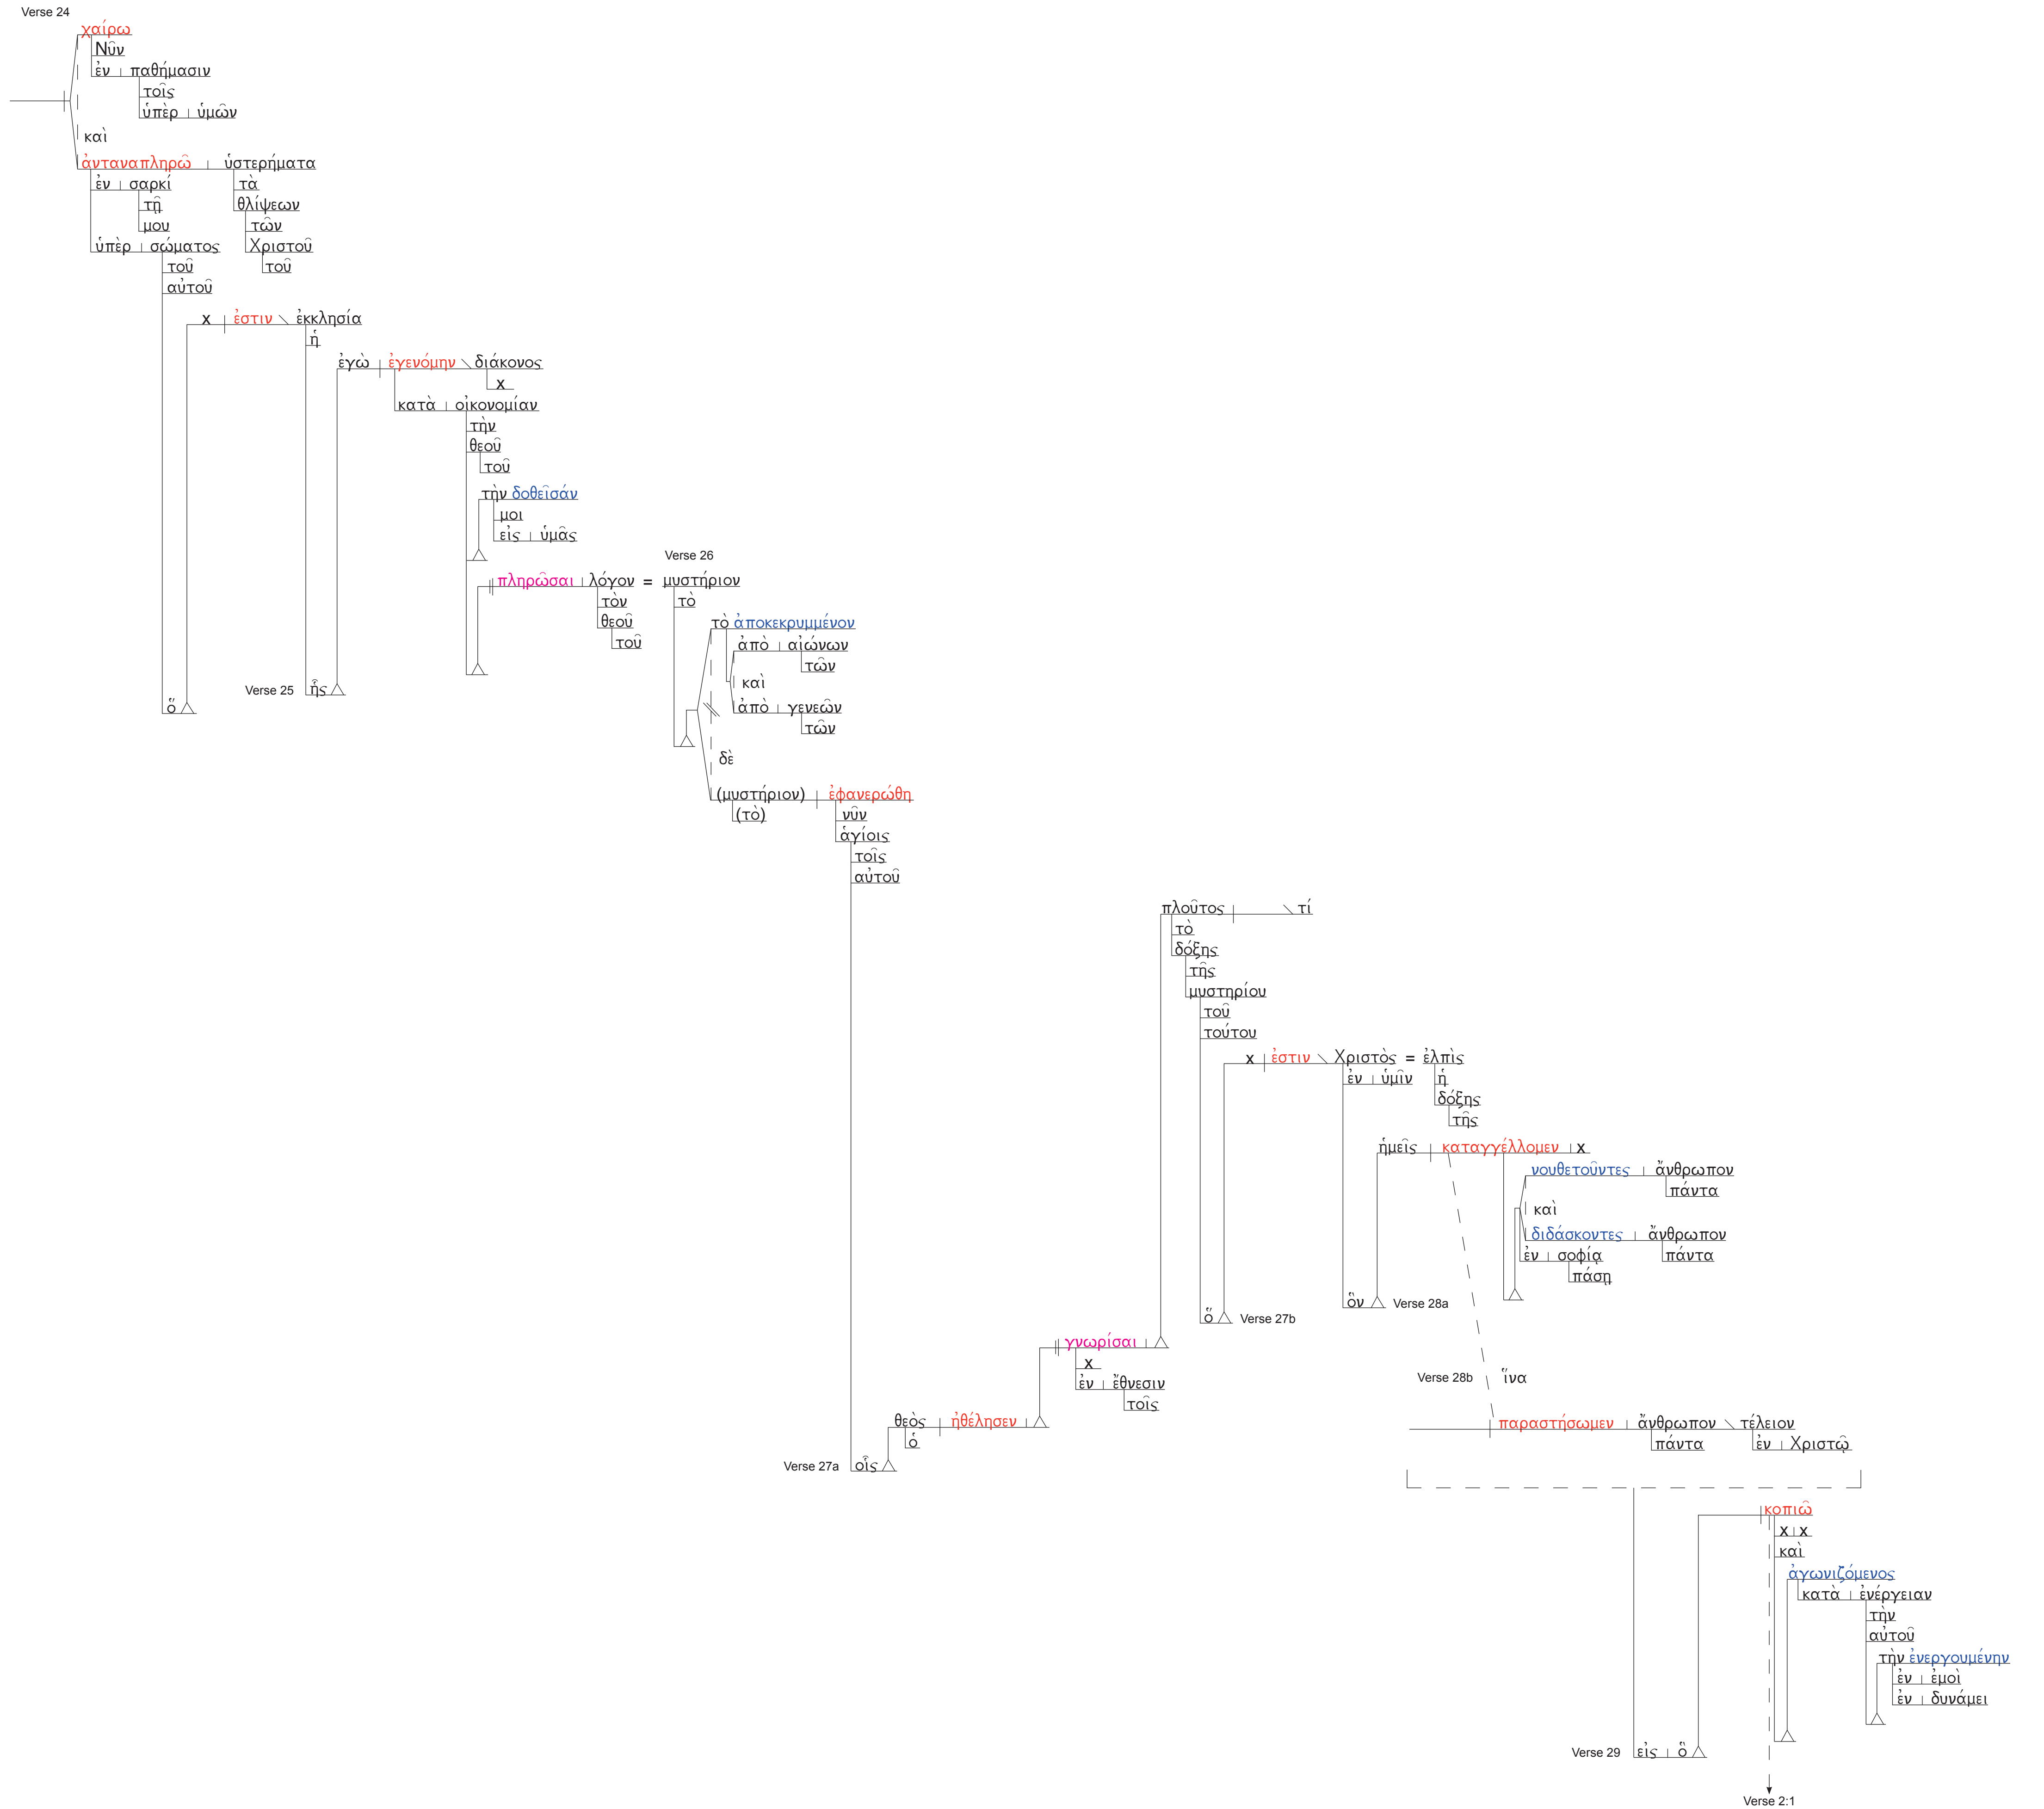 Verse 24
χαίρω
Νῦν
ἐν παθήμασιν
τοῖς
ὑπὲρ ὑμῶν
καὶ
ἀνταναπληρῶ ὑστερήματα
ἐν σαρκί τὰ
τῇ θλίψεων
μου τῶν
ὑπὲρ σώματος Χριστοῦ
τοῦ τοῦ
αὐτοῦ
x ἐστιν ἐκκλησία
ἡ
ἐγὼ ἐγενόμην διάκονος
x
κατὰ οἰκονομίαν
τὴν
θεοῦ
τοῦ
τὴν δοθεῖσάν
μοι
εἰς ὑμᾶς
Verse 26
πληρῶσαι λόγον = μυστήριον
τὸν τὸ
θεοῦ τὸ ἀποκεκρυμμένον
τοῦ ἀπὸ αἰώνων
τῶν
καὶ
Verse 25 ἧς
ὅ ἀπὸ γενεῶν
τῶν
δὲ
(μυστήριον) ἐφανερώθη
(τὸ) νῦν
ἁγίοις
τοῖς
αὐτοῦ
πλοῦτος τί
τὸ
δόξης
τῆς
μυστηρίου
τοῦ
τούτου
x ἐστιν Χριστὸς = ἐλπὶς
ἐν ὑμῖν ἡ
δόξης
τῆς
ἡμεῖς καταγγέλλομεν x
νουθετοῦντες ἄνθρωπον
πάντα
καὶ
διδάσκοντες ἄνθρωπον
ἐν σοφίᾳ πάντα
πάσῃ
ὃν Verse 28a
ὅ Verse 27b
γνωρίσαι
x
Verse 28b ἵνα
ἐν ἔθνεσιν
τοῖς
θεὸς ἠθέλησεν
ὁ
παραστήσωμεν ἄνθρωπον τέλειον
πάντα ἐν Χριστῷ
Verse 27a οἷς
κοπιῶ
x x
καὶ
ἀγωνιζόμενος
κατὰ ἐνέργειαν
τὴν
αὐτοῦ
τὴν ἐνεργουμένην
ἐν ἐμοὶ
ἐν δυνάμει
Verse 29 εἰς ὃ
Verse 2:1